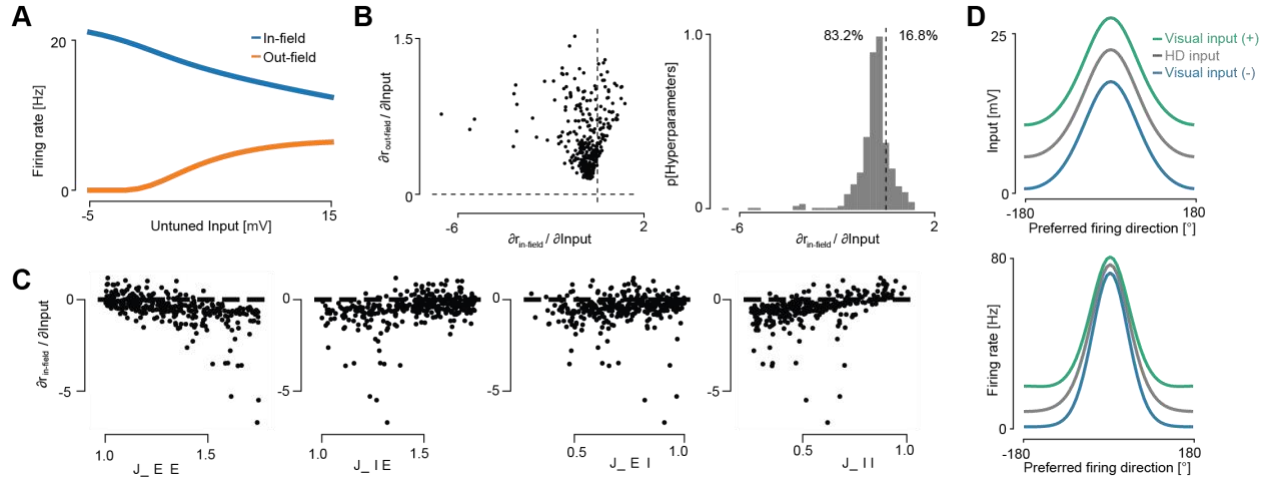 A
20
Firing rate [Hz]
0
In-field
Out-field
-5
15
Untuned Input [mV]
B
1.5
∂r out-field / ∂Input
0
-6
2
∂r in-field / ∂Input
1.0
p[Hyperparameters]
0
83.2%
16.8%
-6
2
∂r in-field / ∂Input
C
∂r in-field / ∂Input
0
-5
1.0
1.5
J_ E E
0
-5
1.0
1.5
J_ I E
0
-5
0.5
1.0
J_ E I
0
-5
0.5
1.0
J_ I I
D
25
Input [mV]
0
Visual input (+)
HD input
Visual input (-)
-180
180
Preferred firing direction [°]
80
Firing rate [Hz]
0
-180
180
Preferred firing direction [°]